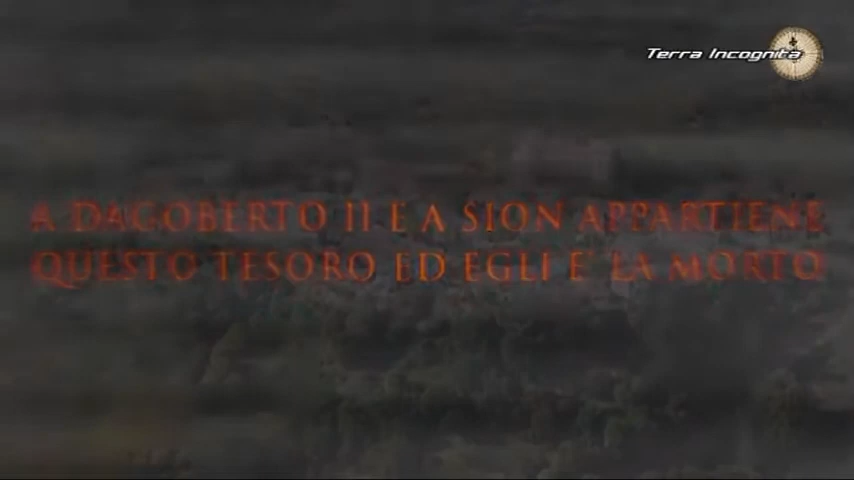 Terra Incognita
A DAGOBERTO II E A SION APPARTIENE
QUESTO TESORO ED EGLI E' LA MORTO